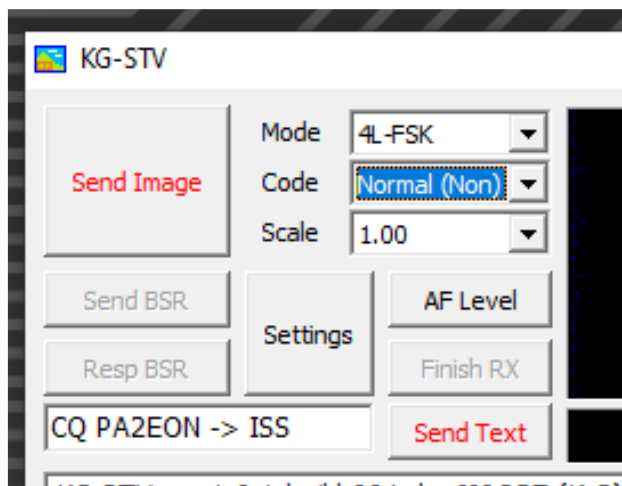 KG-STV
Send Image
Mode 4L-FSK
Code Normal (Non)
Scale 1.00
Send BSR
Settings
AF Level
Resp BSR
Finish RX
CQ PA2EON -> ISS
Send Text